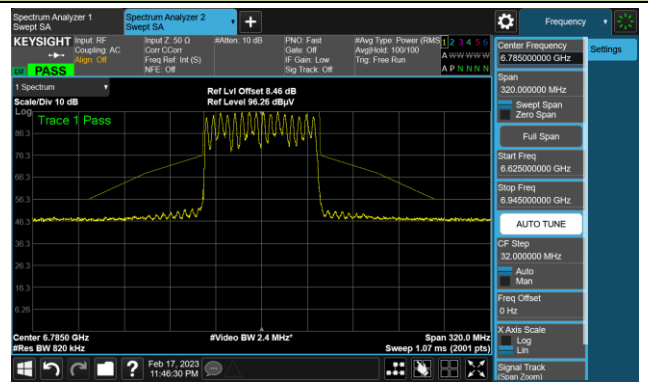 Spectrum Analyzer 1
Swept SA
Spectrum Analyzer 2
Swept SA
+
Frequency
KEYSIGHT
Input: RF
Coupling: AC
Align: Off
Input Z: 50 Ω
Corr CCorr
Freq Ref: Int (S)
NFE: Off
#Atten: 10 dB
PNO: Fast
Gate: Off
IF Gain: Low
Sig Track: Off
#Avg Type: Power (RMS
Avg|Hold: 100/100
Trig: Free Run
1 2 3 4 5 6
A W W W W W
A P N N N N
PASS
1 Spectrum
Scale/Div 10 dB
Ref Lvl Offset 8.46 dB
Ref Level 96.26 dBµV
Log
Trace 1 Pass
86.3
76.3
66.3
56.3
46.3
36.3
26.3
16.3
6.26
Center 6.7850 GHz
#Res BW 820 kHz
#Video BW 2.4 MHz*
Span 320.0 MHz
Sweep 1.07 ms (2001 pts)
Center Frequency
6.785000000 GHz
Settings
Span
320.000000 MHz
Swept Span
Zero Span
Full Span
Start Freq
6.625000000 GHz
Stop Freq
6.945000000 GHz
AUTO TUNE
CF Step
32.000000 MHz
Auto
Man
Freq Offset
0 Hz
X Axis Scale
Log
Lin
Signal Track
(Span Zoom)
?
Feb 17, 2023
11:46:30 PM